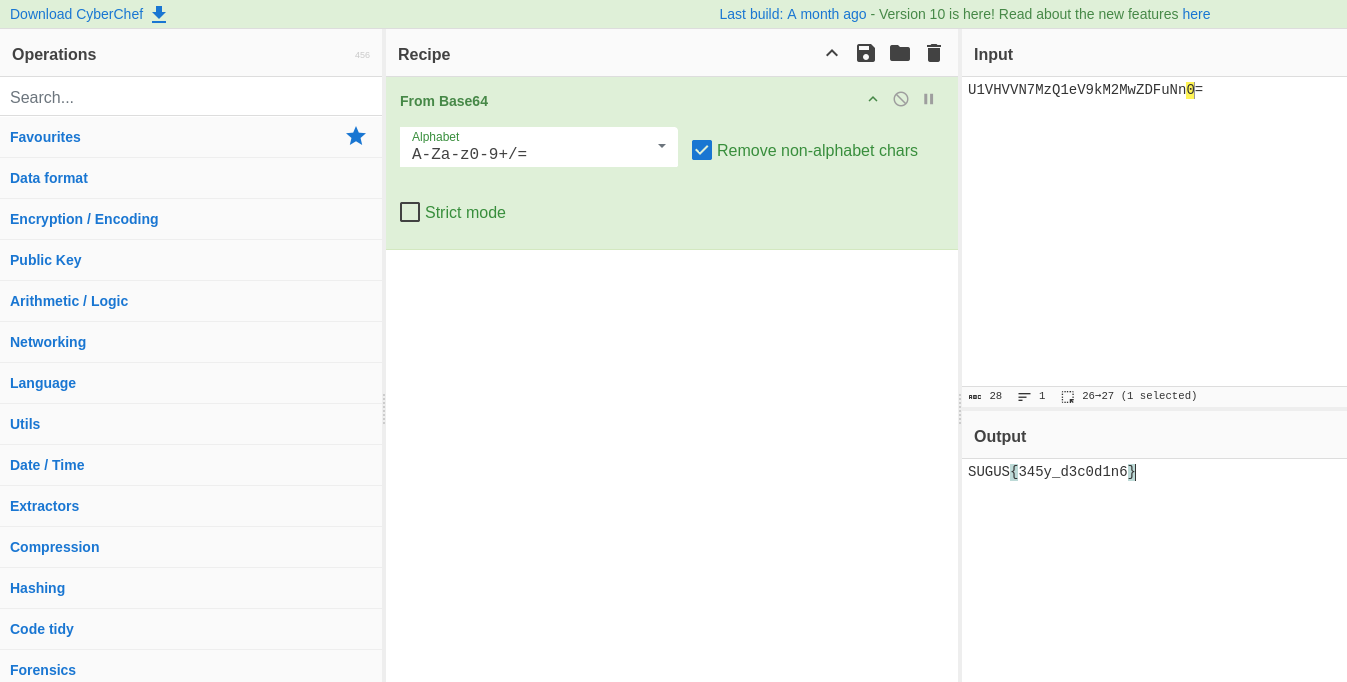 Download CyberChef
Last build: A month ago - Version 10 is here! Read about the new features here
Operations
456
Search...
Favourites
Data format
Encryption / Encoding
Public Key
Arithmetic / Logic
Networking
Language
Utils
Date / Time
Extractors
Compression
Hashing
Code tidy
Forensics
Recipe
From Base64
Alphabet
A-Za-z0-9+/=
Remove non-alphabet chars
Strict mode
Input
U1VHVVN7MzQ1eV9kM2MwZDFuNn0=
ABC 28 1 26→27 (1 selected)
Output
SUGUS{345y_d3c0d1n6}